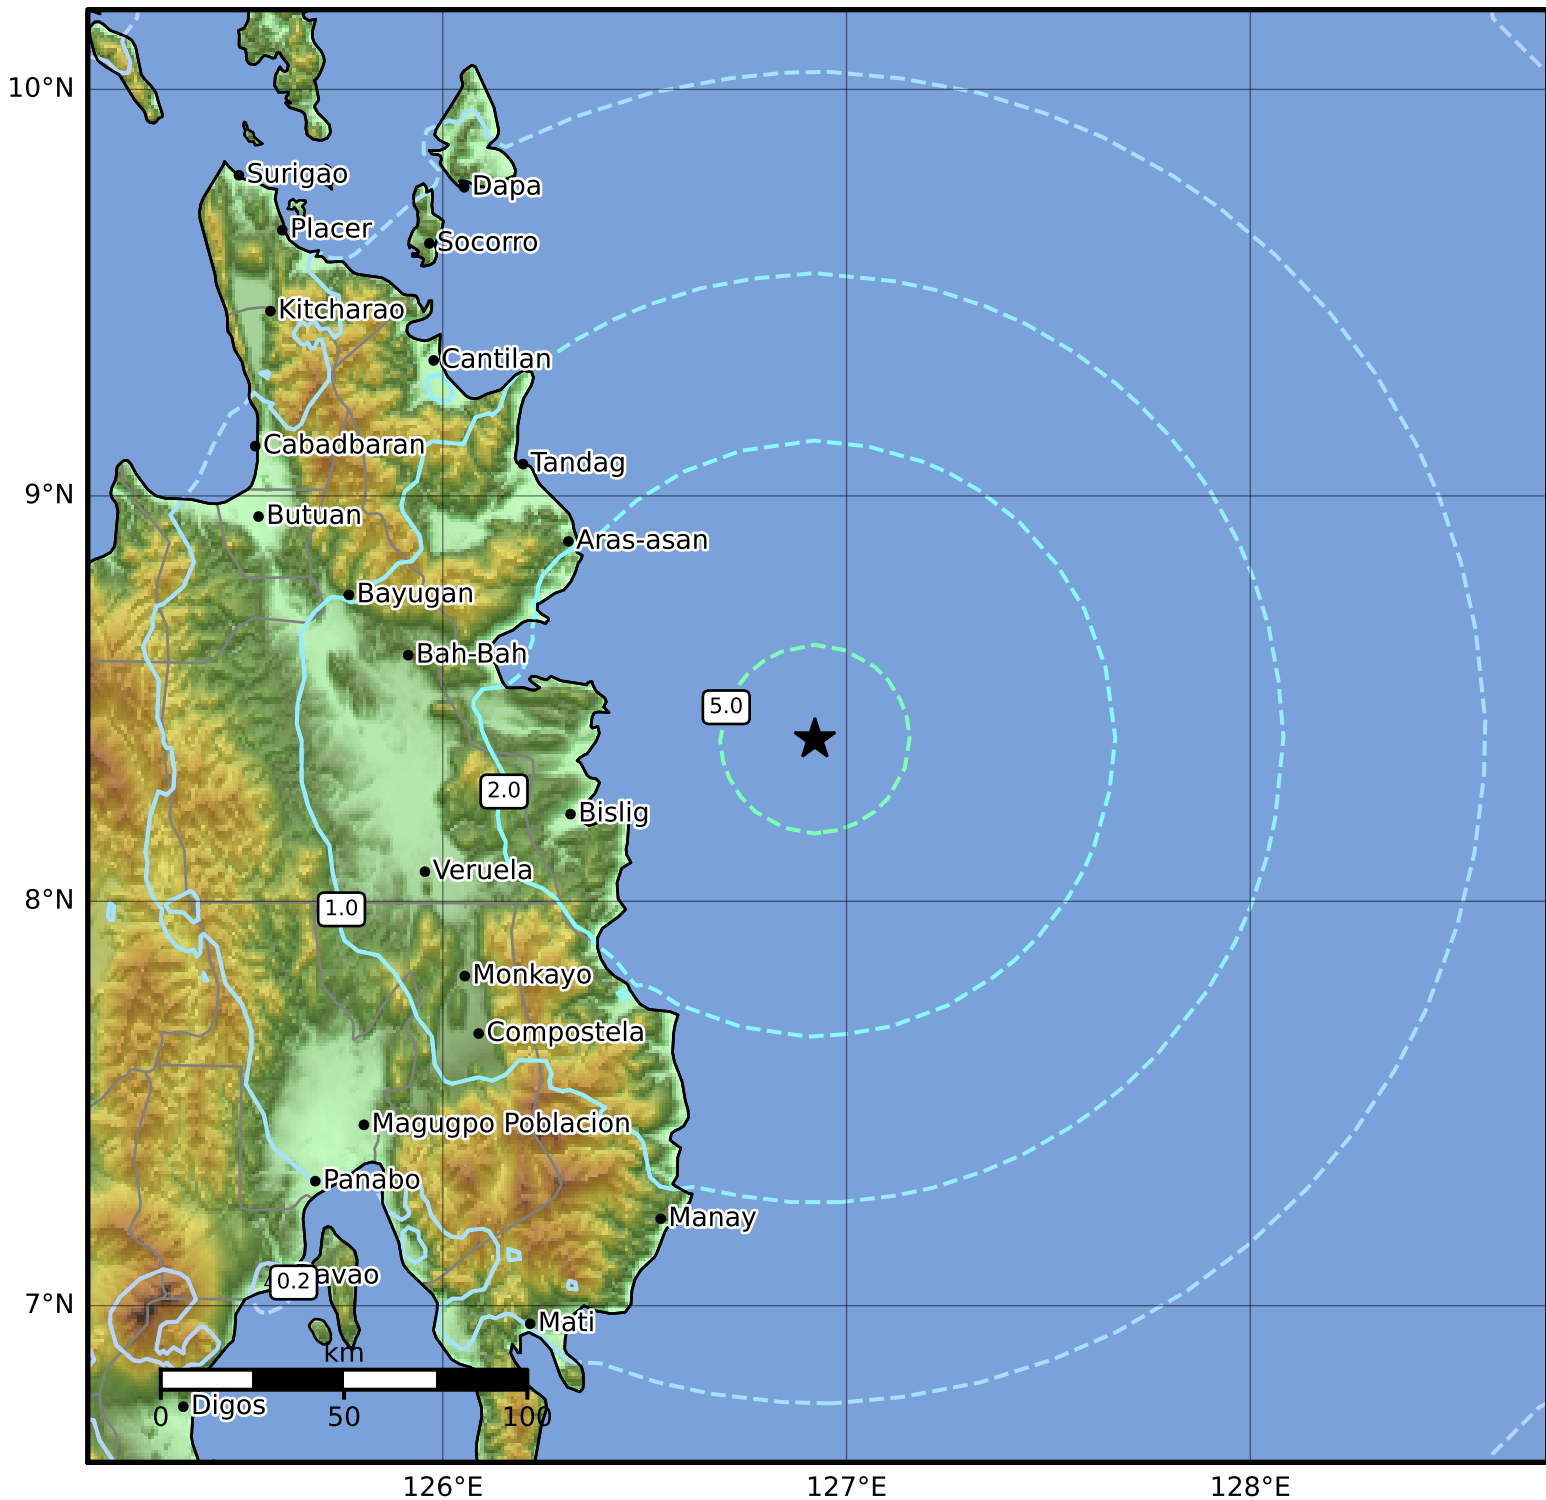 10°N
Surigao
Dapa
Placer
Socorro
Kitcharao
Cantilan
Cabadbaran
Tandag
9°N
Butuan
Aras-asan
Bayugan
Bah-Bah
5.0
2.0
Bislig
Veruela
8°N
1.0
Monkayo
Compostela
Magugpo Poblacion
Panabo
Manay
0.2
7°N
Mati
km
Digos
0 50 100
126°E 127°E 128°E